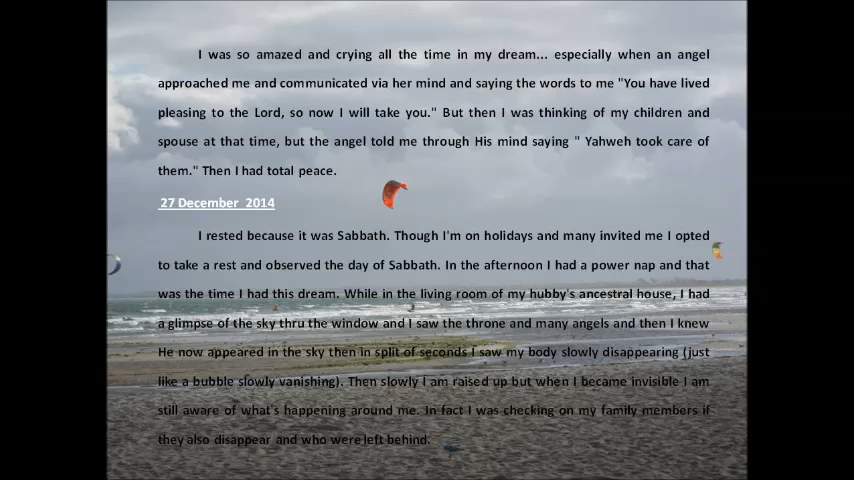 I was so amazed and crying all the time in my dream... especially when an angel
approached me and communicated via her mind and saying the words to me "You have lived
pleasing to the Lord, so now I will take you." But then I was thinking of my children and
spouse at that time, but the angel told me through His mind saying " Yahweh took care of
them." Then I had total peace.
27 December 2014
I rested because it was Sabbath. Though I'm on holidays and many invited me I opted
to take a rest and observed the day of Sabbath. In the afternoon I had a power nap and that
was the time I had this dream. While in the living room of my hubby's ancestral house, I had
a glimpse of the sky thru the window and I saw the throne and many angels and then I knew
He now appeared in the sky then in split of seconds I saw my body slowly disappearing (just
like a bubble slowly vanishing). Then slowly I am raised up but when I became invisible I am
still aware of what's happening around me. In fact I was checking on my family members if
they also disappear and who were left behind.